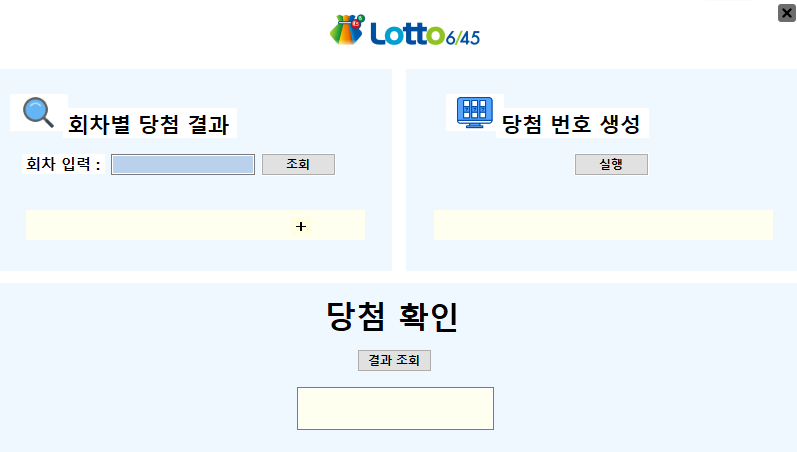 Lotto6/45
회차별 당첨 결과
회차 입력 :
조회
+
당첨 번호 생성
실행
당첨 확인
결과 조회